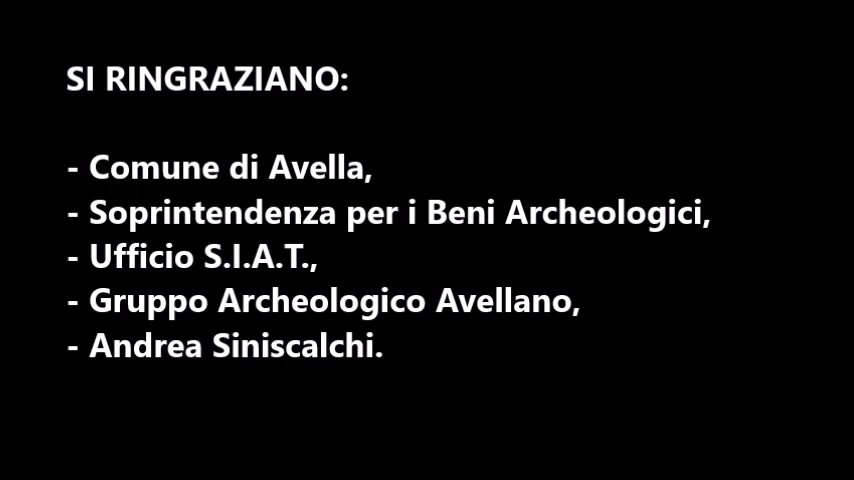 SI RINGRAZIANO:
- Comune di Avella,
- Soprintendenza per i Beni Archeologici,
- Ufficio S.I.A.T.,
- Gruppo Archeologico Avellano,
- Andrea Siniscalchi.